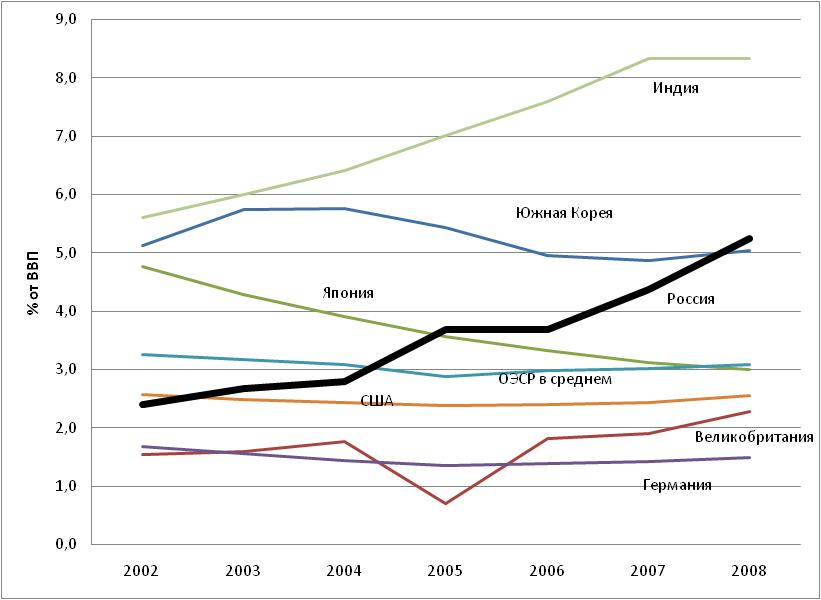 % от ВВП
9,0
8,0
7,0
6,0
5,0
4,0
3,0
2,0
1,0
0,0
Индия
Южная Корея
Япония
Россия
ОЭСР в среднем
США
Великобритания
Германия
2002 2003 2004 2005 2006 2007 2008